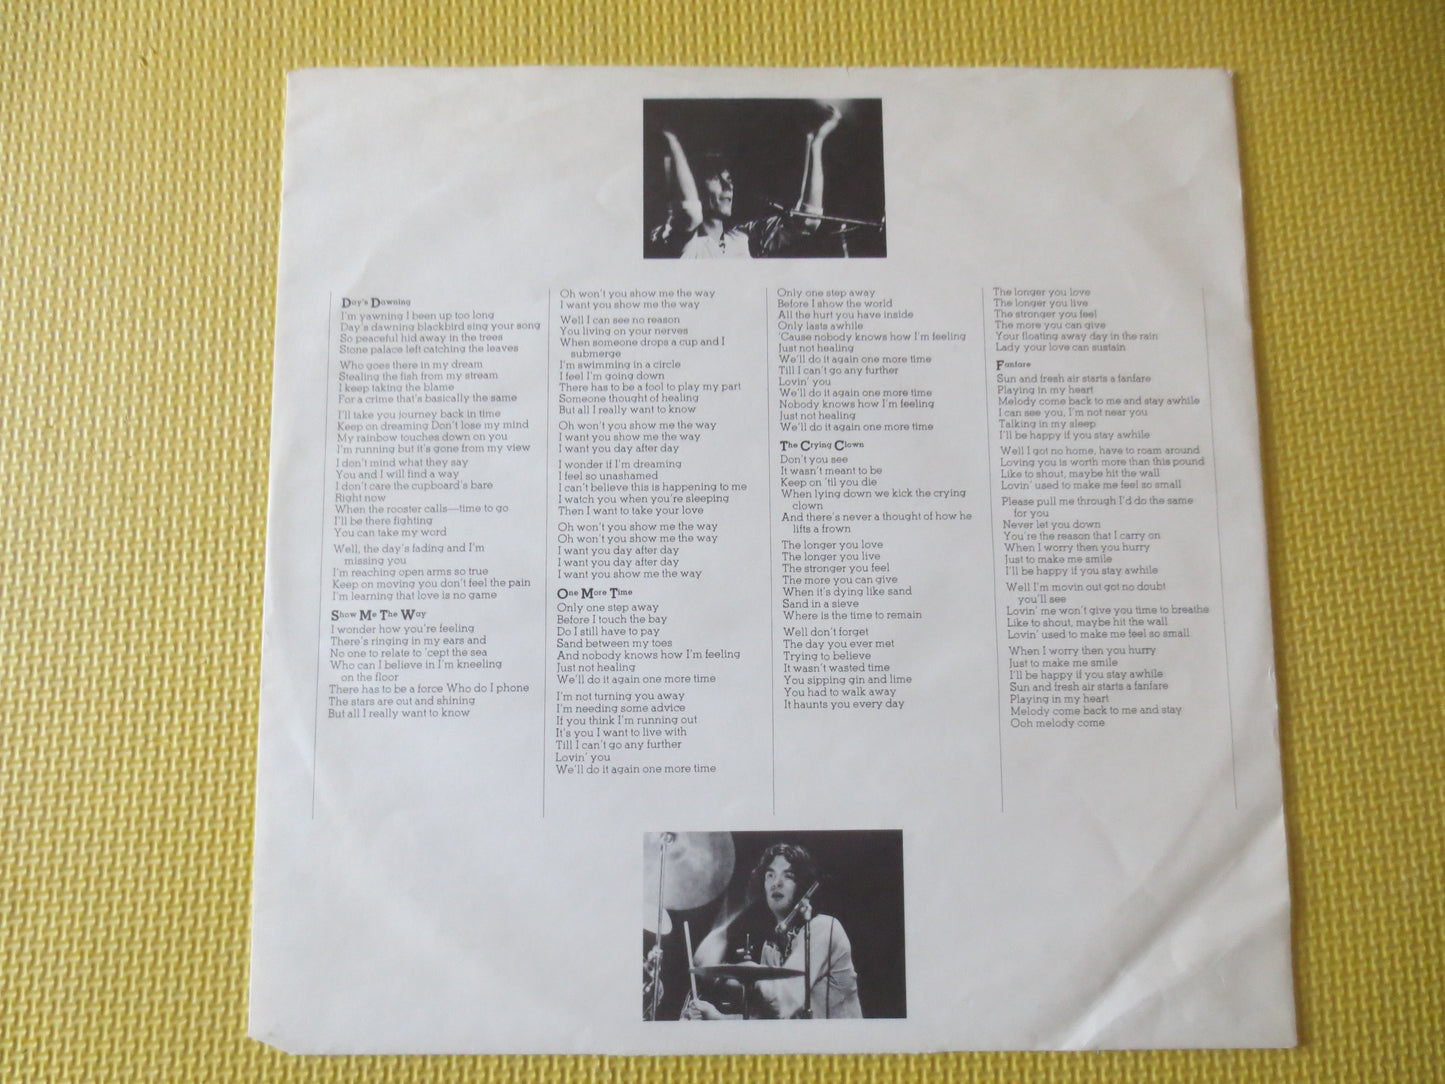 Day's Dawning
I'm yawning I been up too long
Day's dawning blackbird sing your song
So peaceful hid away in the trees
Stone palace left catching the leaves
Who goes there in my dream
Stealing the fish from my stream
I keep taking the blame
For a crime that's basically the same
I'll take you journey back in time
Keep on dreaming Don't lose my mind
My rainbow touches down on you
I'm running but it's gone from my view
I don't mind what they say
You and I will find a way
I don't care the cupboard's bare
Right now
When the rooster calls—time to go
I'll be there fighting
You can take my word
Well, the day's fading and I'm
missing you
I'm reaching open arms so true
Keep on moving you don't feel the pain
I'm learning that love is no game
Show Me The Way
I wonder how you're feeling
There's ringing in my ears and
No one to relate to 'cept the sea
Who can I believe in I'm kneeling
on the floor
There has to be a force Who do I phone
The stars are out and shining
But all I really want to know
Oh won't you show me the way
I want you show me the way
Well I can see no reason
You living on your nerves
When someone drops a cup and I
submerge
I'm swimming in a circle
I feel I'm going down
There has to be a fool to play my part
Someone thought of healing
But all I really want to know
Oh won't you show me the way
I want you show me the way
I want you day after day
I wonder if I'm dreaming
I feel so unashamed
I can't believe this is happening to me
I watch you when you're sleeping
Then I want to take your love
Oh won't you show me the way
Oh won't you show me the way
I want you day after day
I want you day after day
I want you show me the way
One More Time
Only one step away
Before I touch the bay
Do I still have to pay
Sand between my toes
And nobody knows how I'm feeling
Just not healing
We'll do it again one more time
I'm not turning you away
I'm needing some advice
If you think I'm running out
It's you I want to live with
Till I can't go any further
Lovin' you
We'll do it again one more time
Only one step away
Before I show the world
All the hurt you have inside
Only lasts awhile
'Cause nobody knows how I'm feeling
Just not healing
We'll do it again one more time
Till I can't go any further
Lovin' you
We'll do it again one more time
Nobody knows how I'm feeling
Just not healing
We'll do it again one more time
The Crying Clown
Don't you see
It wasn't meant to be
Keep on 'til you die
When lying down we kick the crying
clown
And there's never a thought of how he
lifts a frown
The longer you love
The longer you live
The stronger you feel
The more you can give
When it's dying like sand
Sand in a sieve
Where is the time to remain
Well don't forget
The day you ever met
Trying to believe
It wasn't wasted time
You sipping gin and lime
You had to walk away
It haunts you every day
The longer you love
The longer you live
The stronger you feel
The more you can give
Your floating away day in the rain
Lady your love can sustain
Fanfare
Sun and fresh air starts a fanfare
Playing in my heart
Melody come back to me and stay awhile
I can see you, I'm not near you
Talking in my sleep
I'll be happy if you stay awhile
Well I got no home, have to roam around
Loving you is worth more than this pound
Like to shout, maybe hit the wall
Lovin' used to make me feel so small
Please pull me through I'd do the same
for you
Never let you down
You're the reason that I carry on
When I worry then you hurry
Just to make me smile
I'll be happy if you stay awhile
Well I'm movin out got no doubt
you'll see
Lovin' me won't give you time to breathe
Like to shout, maybe hit the wall
Lovin' used to make me feel so small
When I worry then you hurry
Just to make me smile
I'll be happy if you stay awhile
Sun and fresh air starts a fanfare
Playing in my heart
Melody come back to me and stay
Ooh melody come